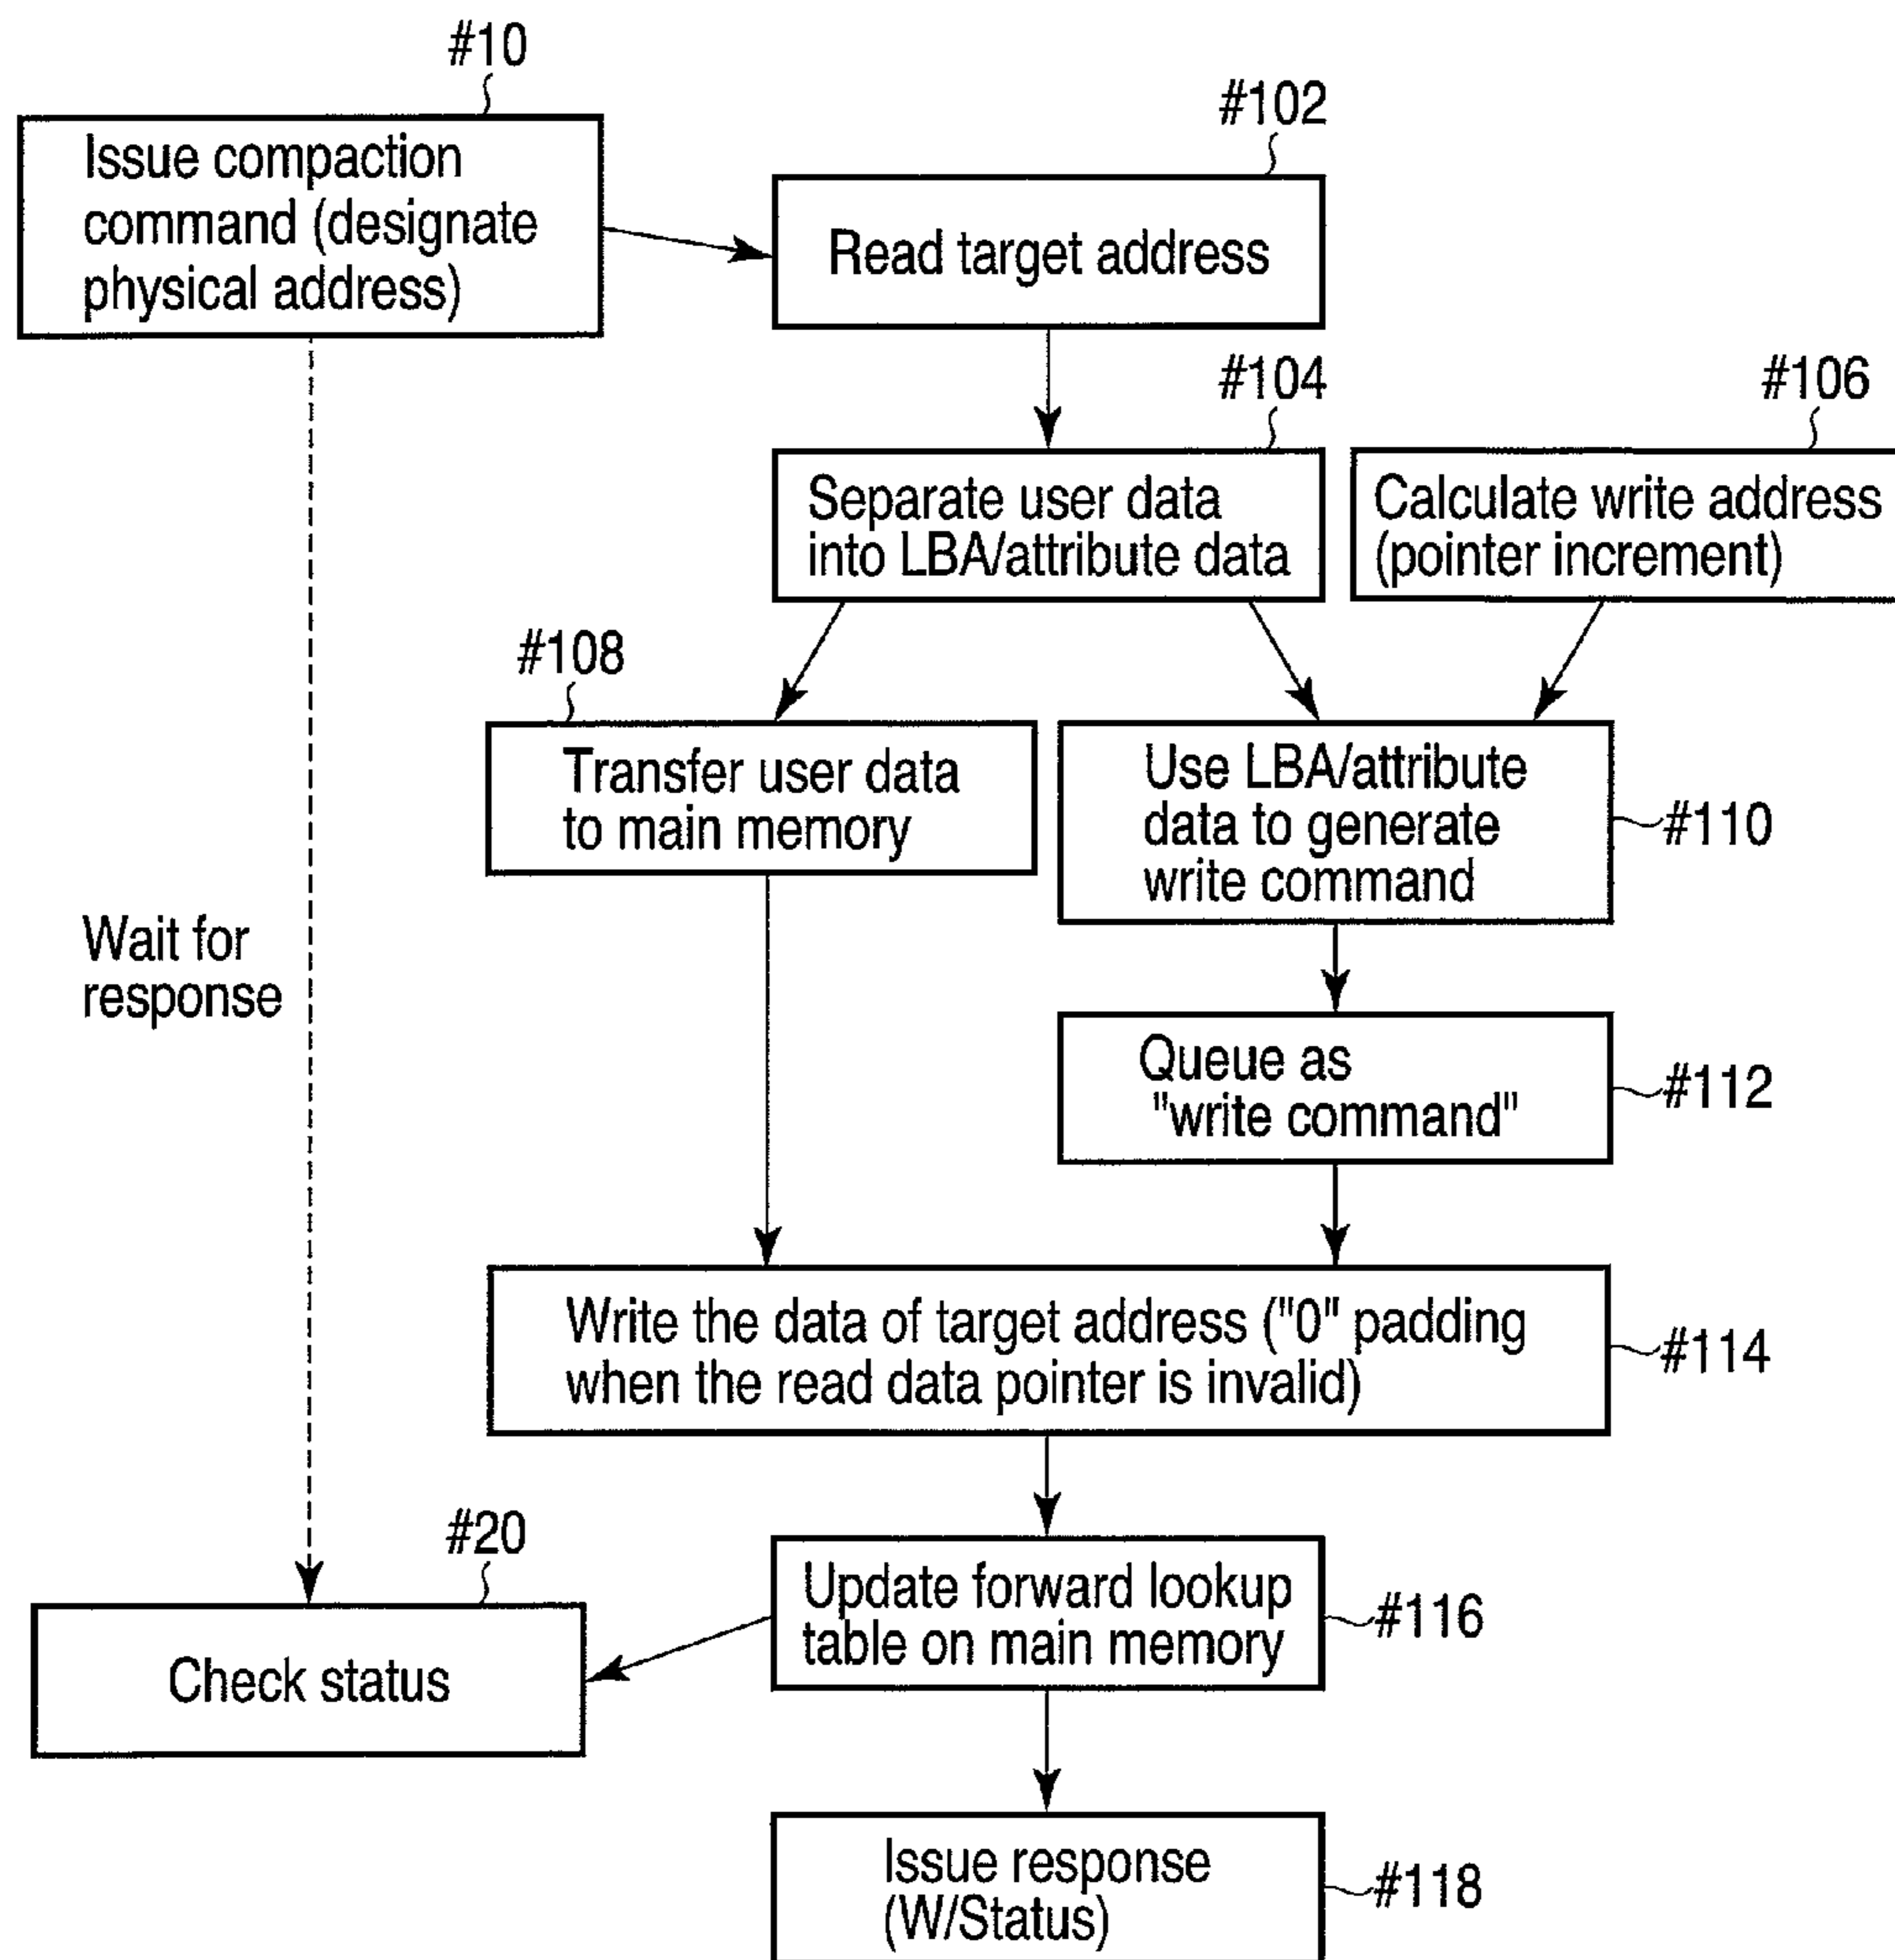 #10
Issue compaction
command (designate
physical address)
#102
Read target address
#104
Separate user data
into LBA/attribute data
#106
Calculate write address
(pointer increment)
#108
Transfer user data
to main memory
Use LBA/attribute
data to generate
write command
#110
Wait for
response
Queue as
"write command"
#112
Write the data of target address ("0" padding
when the read data pointer is invalid)
#114
#20
Check status
Update forward lookup
table on main memory
#116
Issue response
(W/Status)
#118